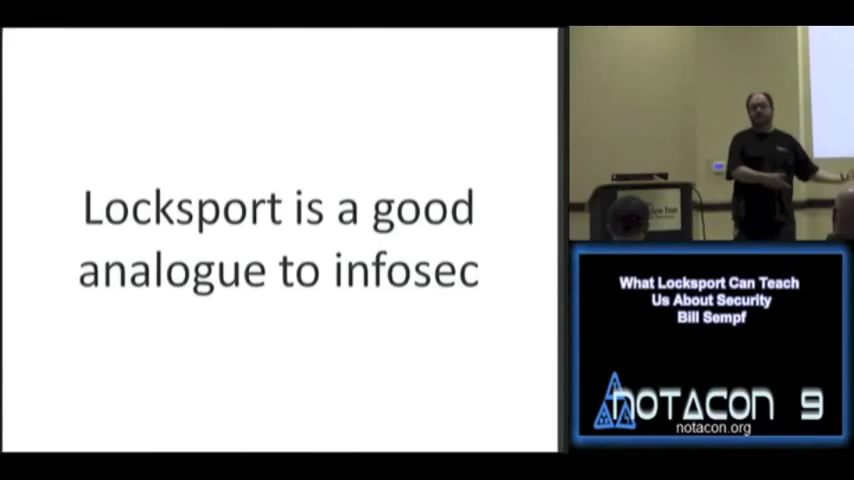 Locksport is a good
analogue to infosec
What Locksport Can Teach
Us About Security
Bill Sempf
NOTACON 9
notacon.org